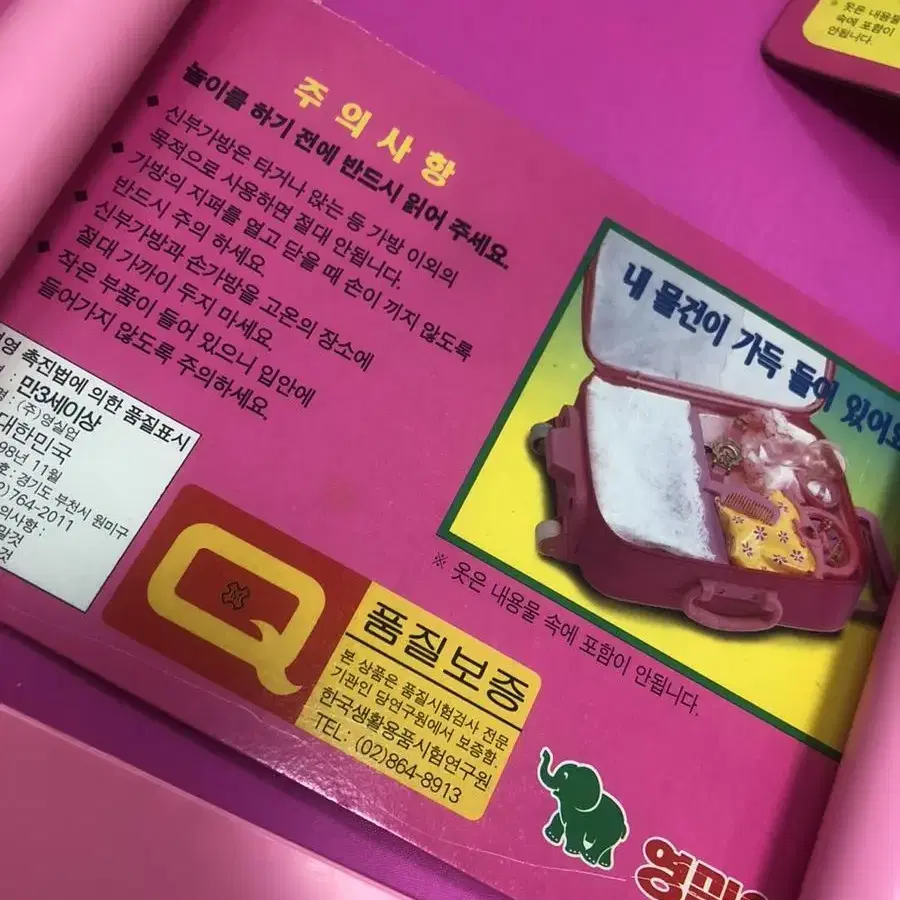 주의사항
놀이를 하기 전에 반드시 읽어 주세요.
◆ 신부가방은 타거나 앉는 등 가방 이외의
목적으로 사용하면 절대 안됩니다.
◆ 가방의 지퍼를 열고 닫을 때 손이 끼지 않도록
반드시 주의 하세요
◆ 신부가방과 손가방을 고온의 장소에
절대 가까이 두지 마세요.
◆ 작은 부품이 들어 있으니 입안에
들어가지 않도록 주의하세요.
촉진법에 의한 품질표시
: 만3세이상
: (주)영실업
대한민국
98년 11월
: 경기도 부천시 원미구
)764-2011
의사항 :
말것
것
내 물건이 가득 들어 있어요
※ 옷은 내용물 속에 포함이 안됩니다.
Q
품질보증
본 상품은 품질시험검사 전문
기관인 당연구원에서 보증함.
한국생활용품시험연구원
TEL: (02)864-8913
※ 옷은 내용물
속에 포함이
안됩니다.